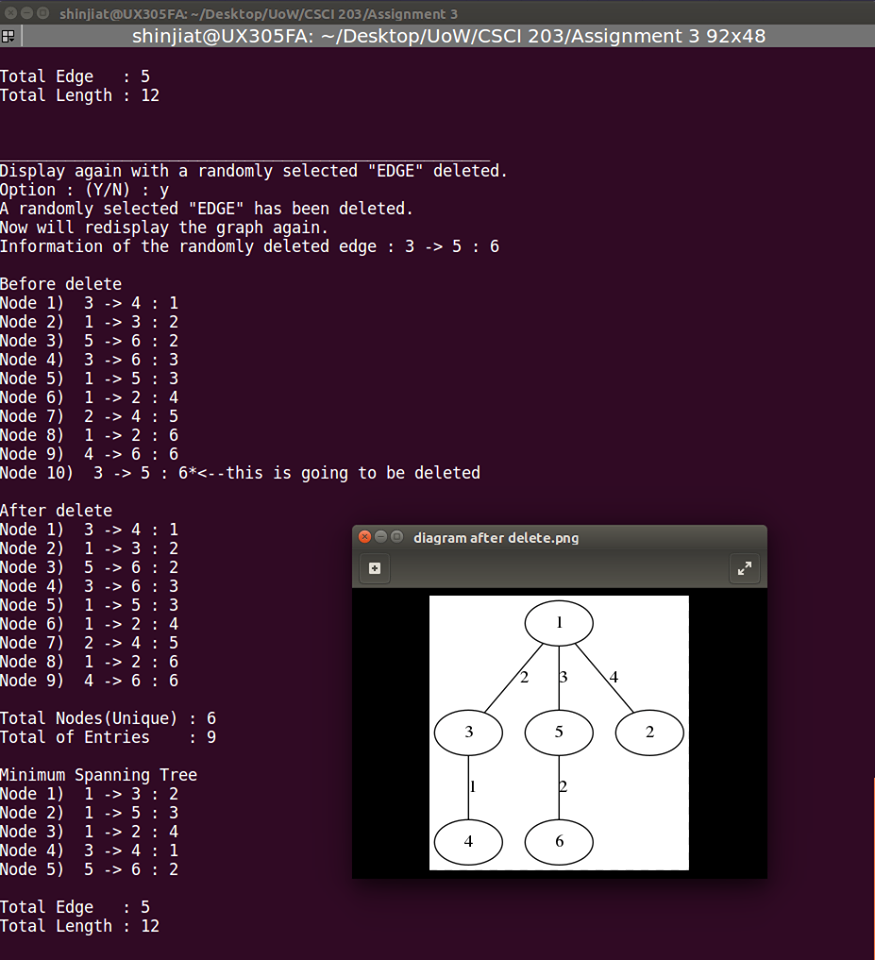 shinjiat@UX305FA: ~/Desktop/UoW/CSCI 203/Assignment 3
shinjiat@UX305FA: ~/Desktop/UoW/CSCI 203/Assignment 3 92x48
Total Edge   : 5
Total Length : 12
____________________________________________________
Display again with a randomly selected "EDGE" deleted.
Option : (Y/N) : y
A randomly selected "EDGE" has been deleted.
Now will redisplay the graph again.
Information of the randomly deleted edge : 3 -> 5 : 6
Before delete
Node 1)  3 -> 4 : 1
Node 2)  1 -> 3 : 2
Node 3)  5 -> 6 : 2
Node 4)  3 -> 6 : 3
Node 5)  1 -> 5 : 3
Node 6)  1 -> 2 : 4
Node 7)  2 -> 4 : 5
Node 8)  1 -> 2 : 6
Node 9)  4 -> 6 : 6
Node 10)  3 -> 5 : 6*<--this is going to be deleted
After delete
Node 1)  3 -> 4 : 1
Node 2)  1 -> 3 : 2
Node 3)  5 -> 6 : 2
Node 4)  3 -> 6 : 3
Node 5)  1 -> 5 : 3
Node 6)  1 -> 2 : 4
Node 7)  2 -> 4 : 5
Node 8)  1 -> 2 : 6
Node 9)  4 -> 6 : 6
Total Nodes(Unique) : 6
Total of Entries    : 9
Minimum Spanning Tree
Node 1)  1 -> 3 : 2
Node 2)  1 -> 5 : 3
Node 3)  1 -> 2 : 4
Node 4)  3 -> 4 : 1
Node 5)  5 -> 6 : 2
Total Edge   : 5
Total Length : 12
diagram after delete.png
1
2 3 4
3 5 2
1 2
4 6